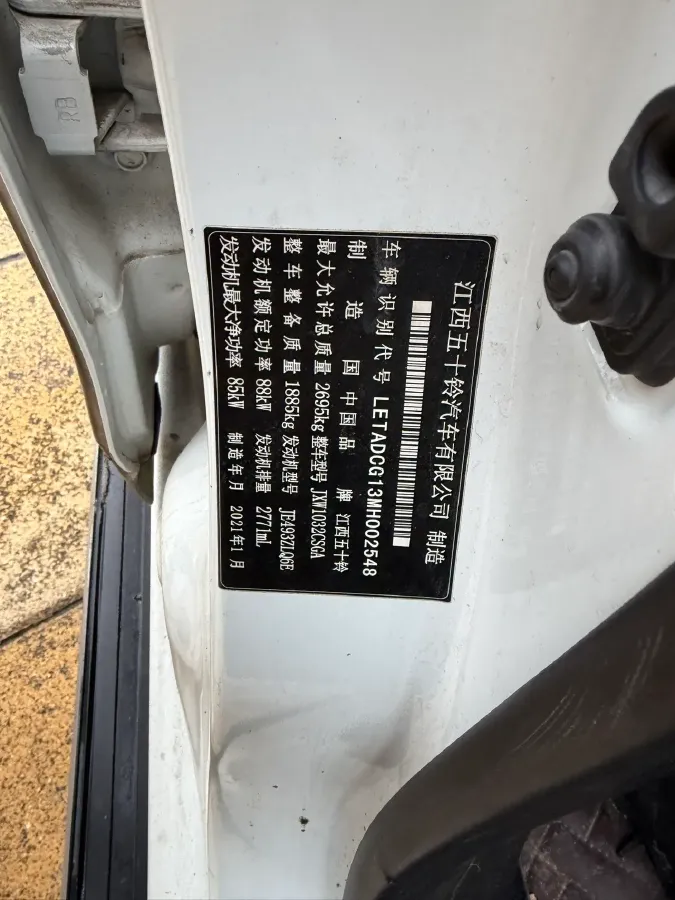 江西五十铃汽车有限公司 制造
车辆识别代号 LETADCG13MH002548
制造国 中国 品牌 江西五十铃
最大允许总质量 2695kg 整车型号 JXW1032CSGA
整车整备质量 1885kg 发动机型号 JE493ZLQ6E
发动机额定功率 88kW 发动机排量 2771mL
发动机最大净功率 85kW 制造年月 2021年1月
RB